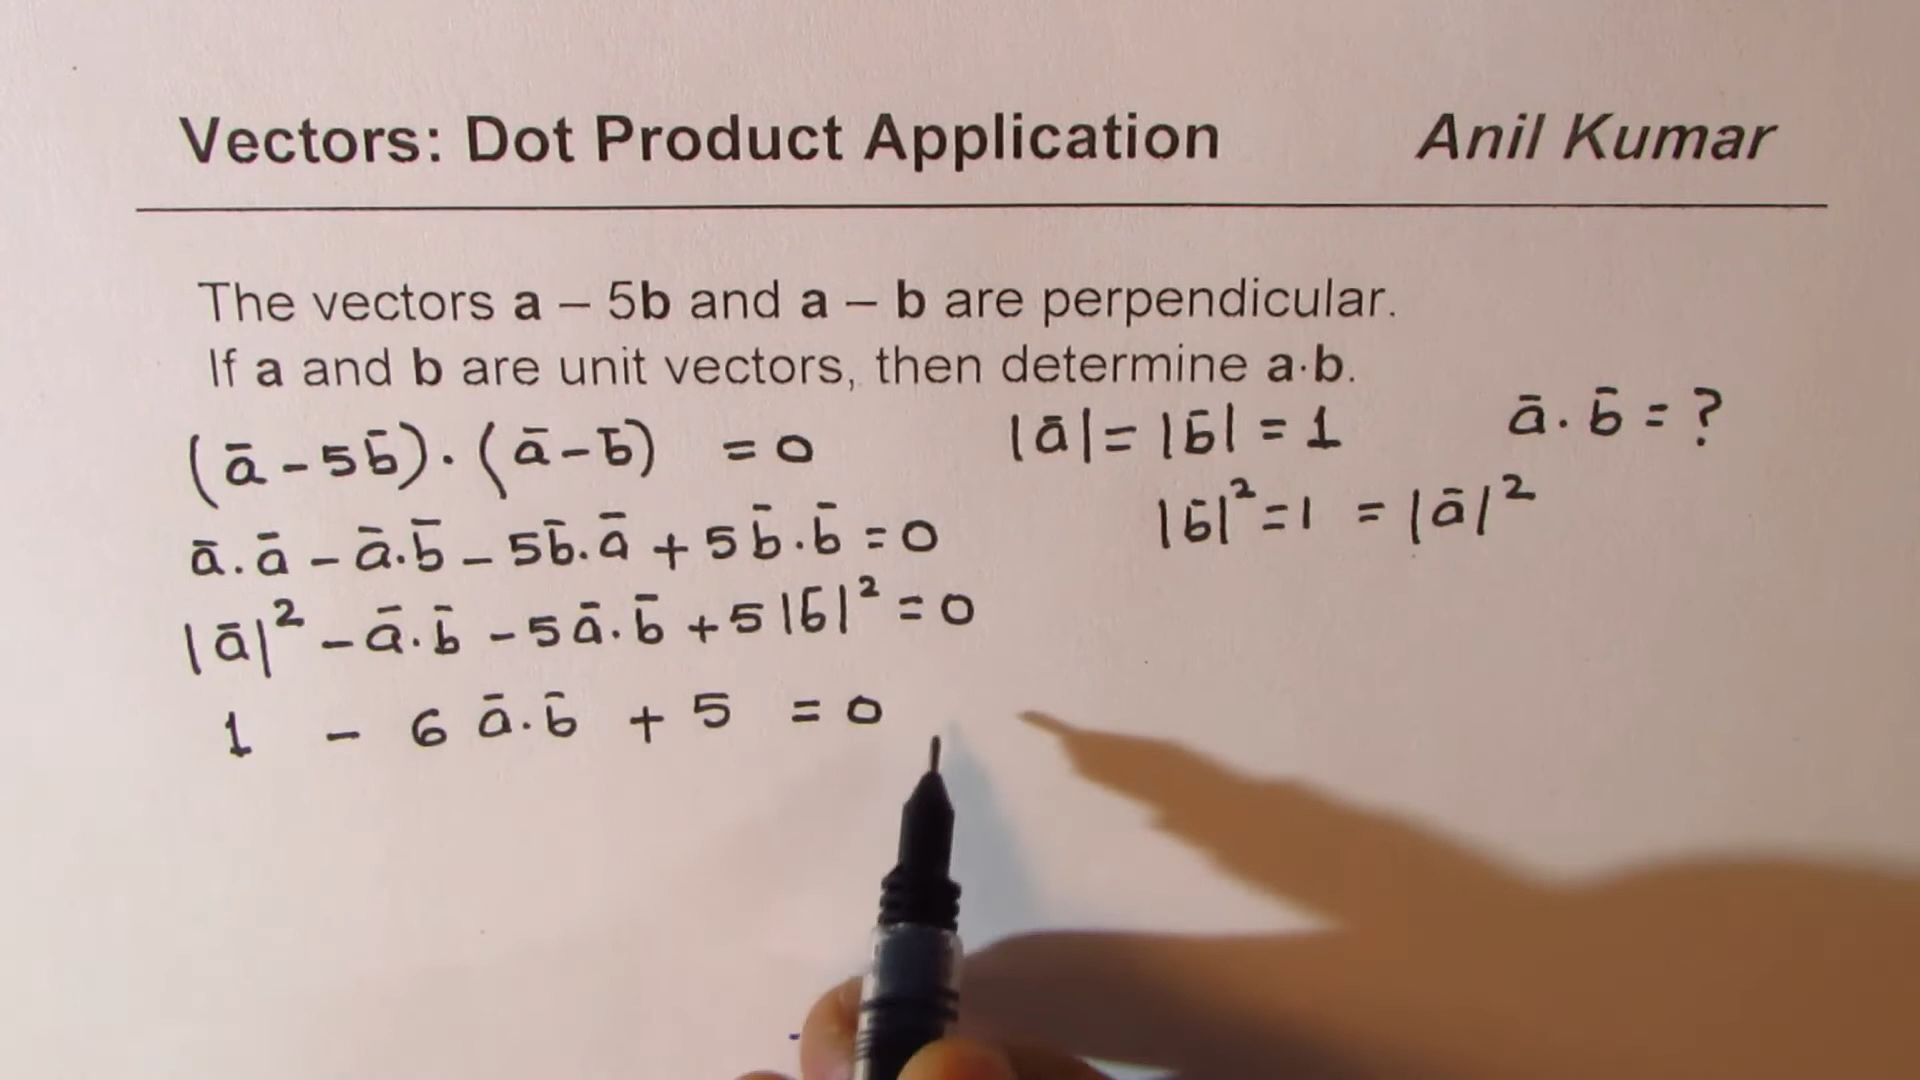 Vectors: Dot Product Application Anil Kumar
The vectors a – 5b and a – b are perpendicular.
If a and b are unit vectors, then determine a·b.
(ā - 5b̄) · (ā - b̄) = 0
|ā| = |b̄| = 1
ā · b̄ = ?
|b̄|² = 1 = |ā|²
ā · ā - ā · b̄ - 5b̄ · ā + 5b̄ · b̄ = 0
|ā|² - ā · b̄ - 5ā · b̄ + 5|b̄|² = 0
1 - 6 ā · b̄ + 5 = 0